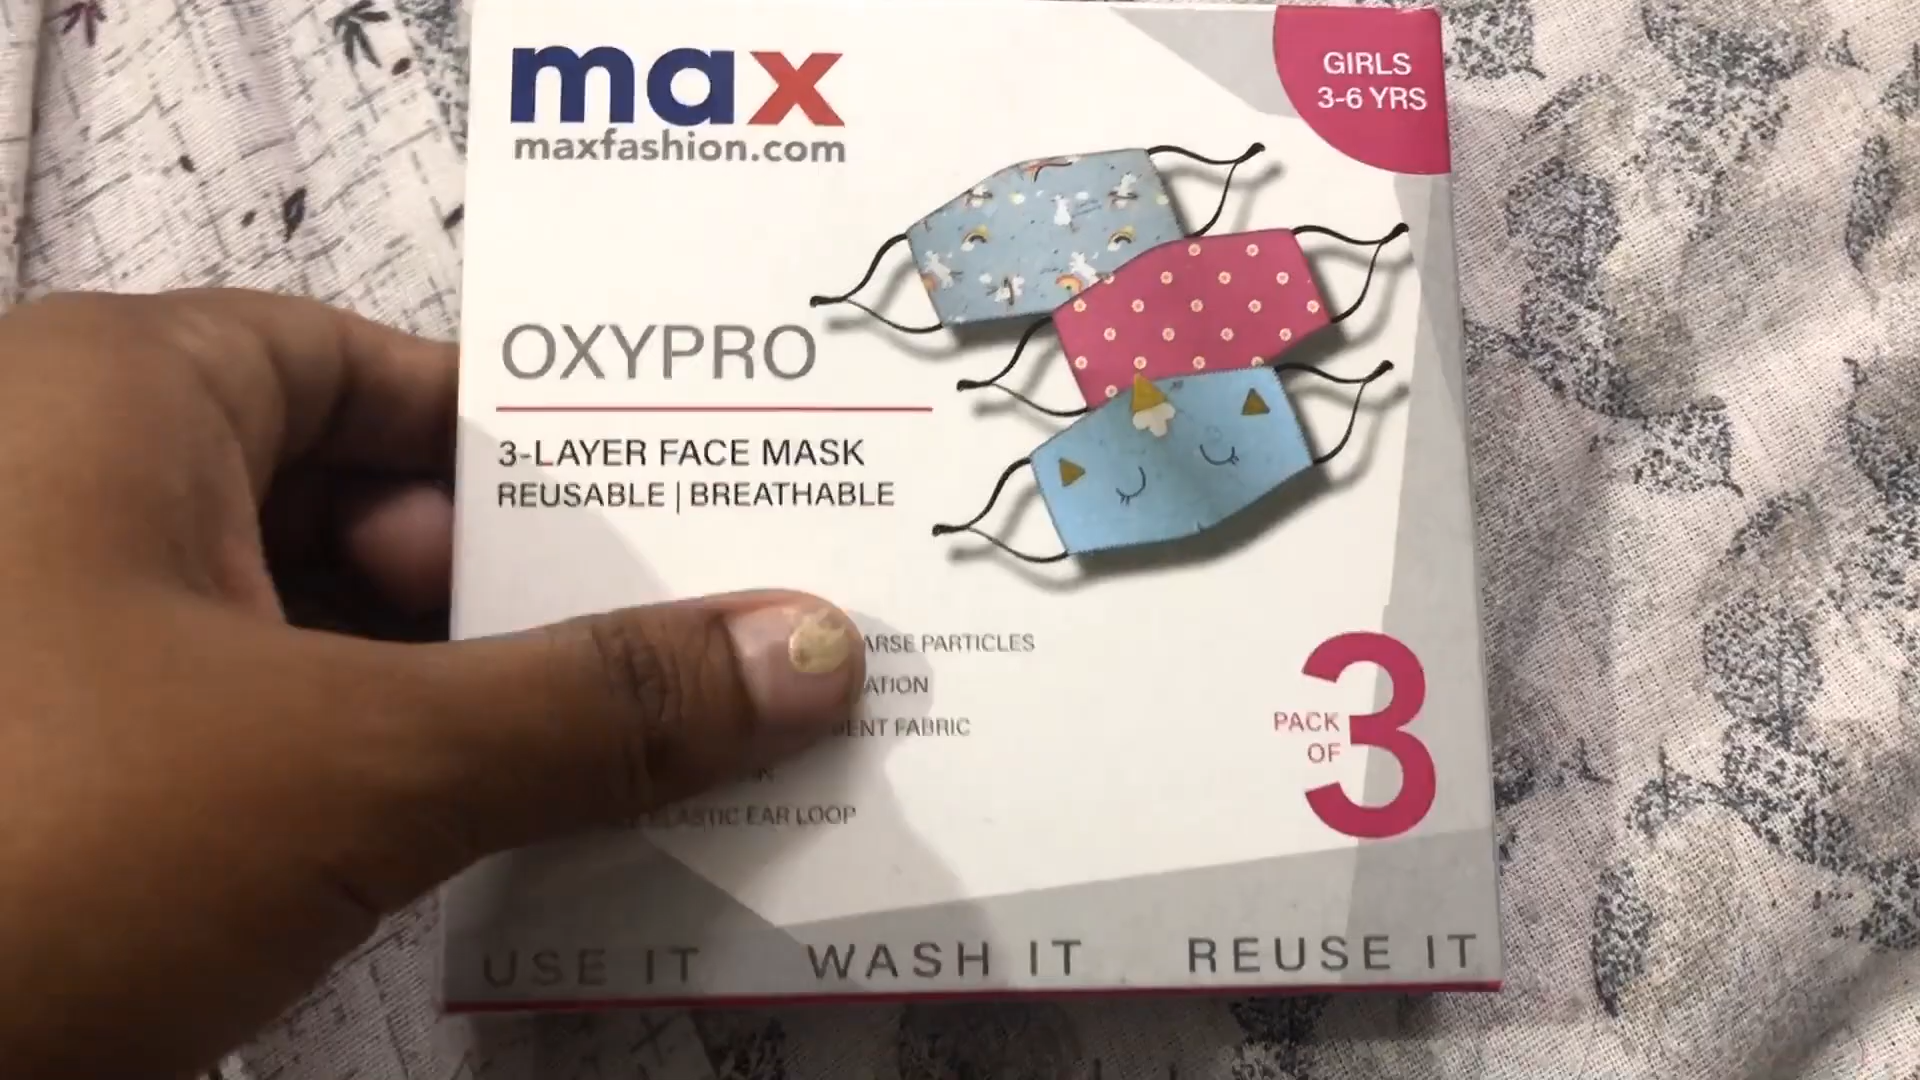 max
maxfashion.com
GIRLS
3-6 YRS
OXYPRO
3-LAYER FACE MASK
REUSABLE | BREATHABLE
PARTICLES
FABRIC
ELASTIC EAR LOOP
PACK
OF
3
USE IT WASH IT REUSE IT